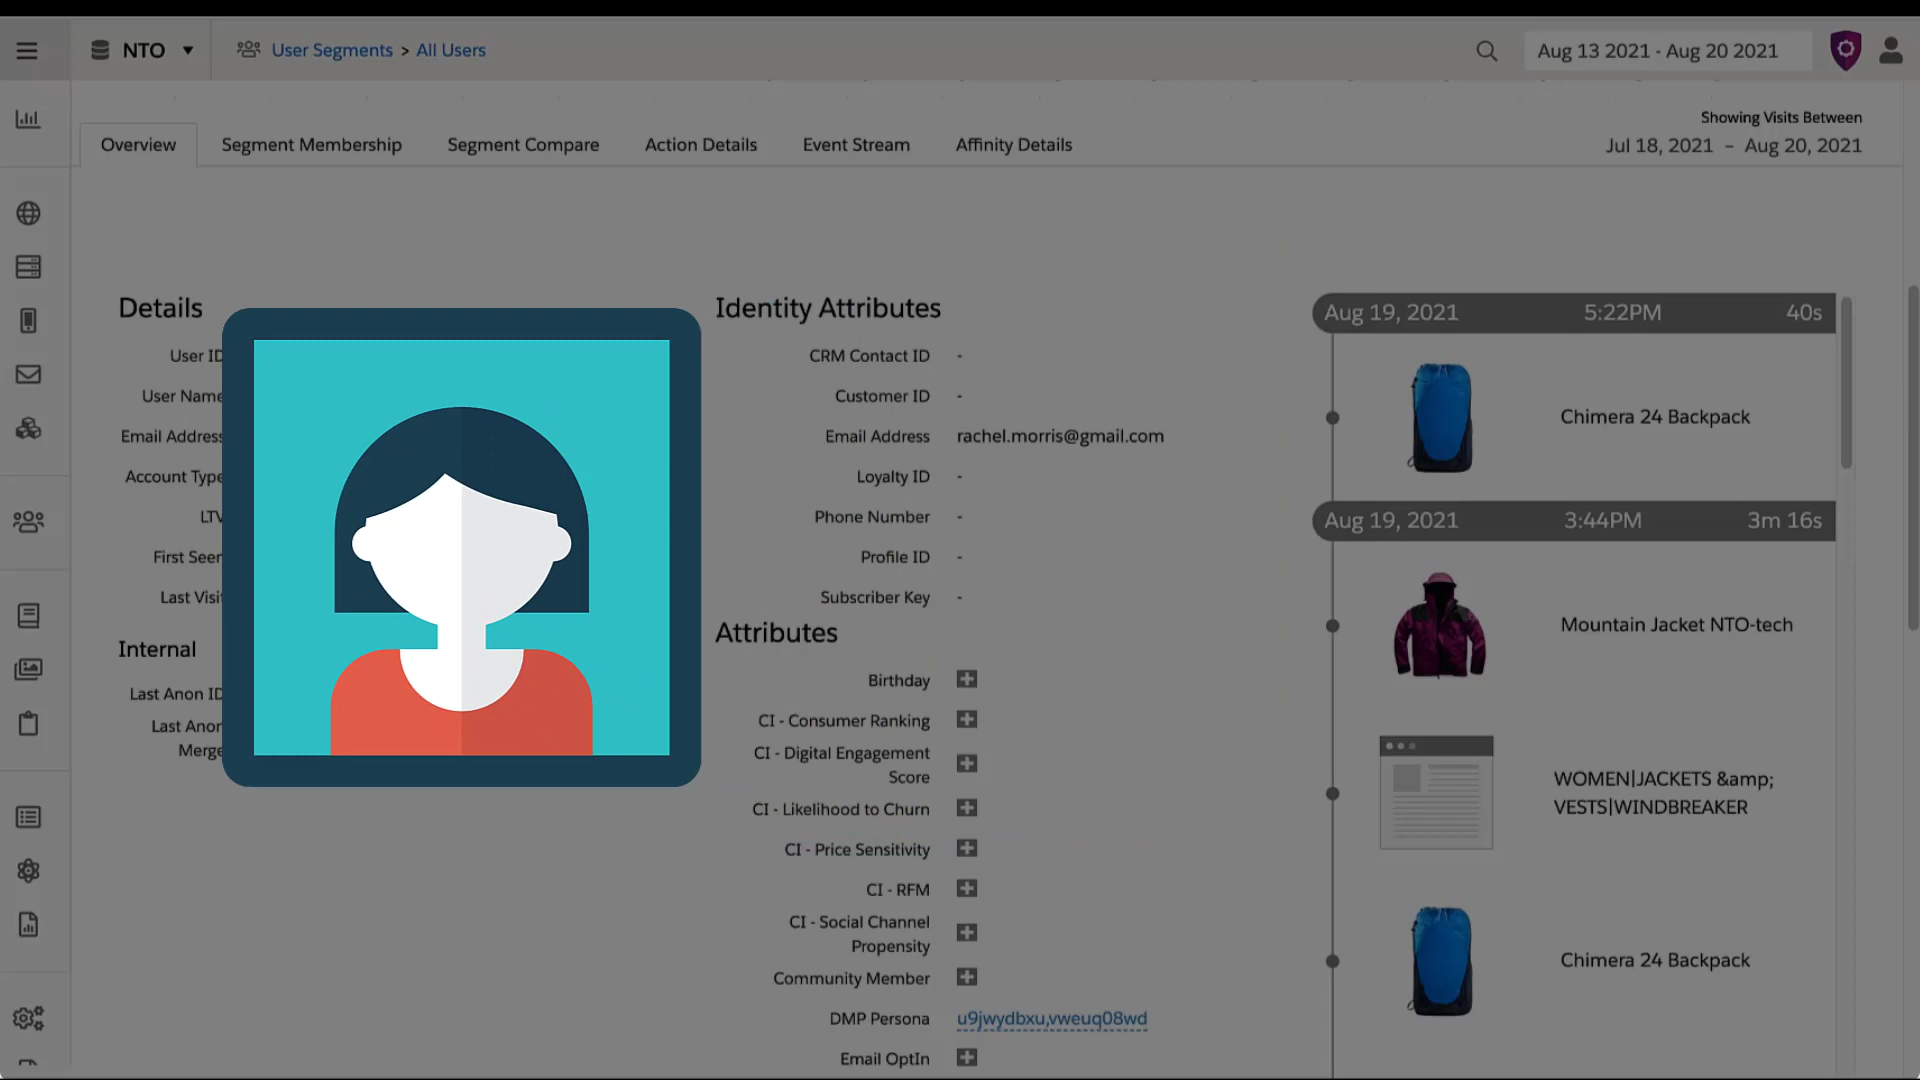 NTO
User Segments > All Users
Aug 13 2021 - Aug 20 2021
Overview
Segment Membership
Segment Compare
Action Details
Event Stream
Affinity Details
Showing Visits Between
Jul 18, 2021 – Aug 20, 2021
Details
User ID
User Name
Email Address
Account Type
LTV
First Seen
Last Visit
Internal
Last Anon ID
Last Anon
Merge
Identity Attributes
CRM Contact ID -
Customer ID -
Email Address rachel.morris@gmail.com
Loyalty ID -
Phone Number -
Profile ID -
Subscriber Key -
Attributes
Birthday
CI - Consumer Ranking
CI - Digital Engagement
Score
CI - Likelihood to Churn
CI - Price Sensitivity
CI - RFM
CI - Social Channel
Propensity
Community Member
DMP Persona u9jwydbxu,vweuq08wd
Email OptIn
Aug 19, 2021 5:22PM 40s
Chimera 24 Backpack
Aug 19, 2021 3:44PM 3m 16s
Mountain Jacket NTO-tech
WOMEN|JACKETS &amp;amp;
VESTS|WINDBREAKER
Chimera 24 Backpack